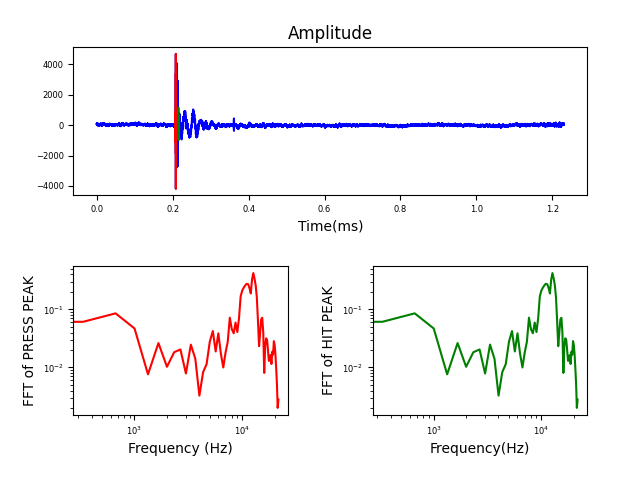 Amplitude
4000
2000
0
−2000
−4000
0.0 0.2 0.4 0.6 0.8 1.0 1.2
Time(ms)
FFT of PRESS PEAK
10⁻¹
10⁻²
10³ 10⁴
Frequency (Hz)
FFT of HIT PEAK
10⁻¹
10⁻²
10³ 10⁴
Frequency(Hz)